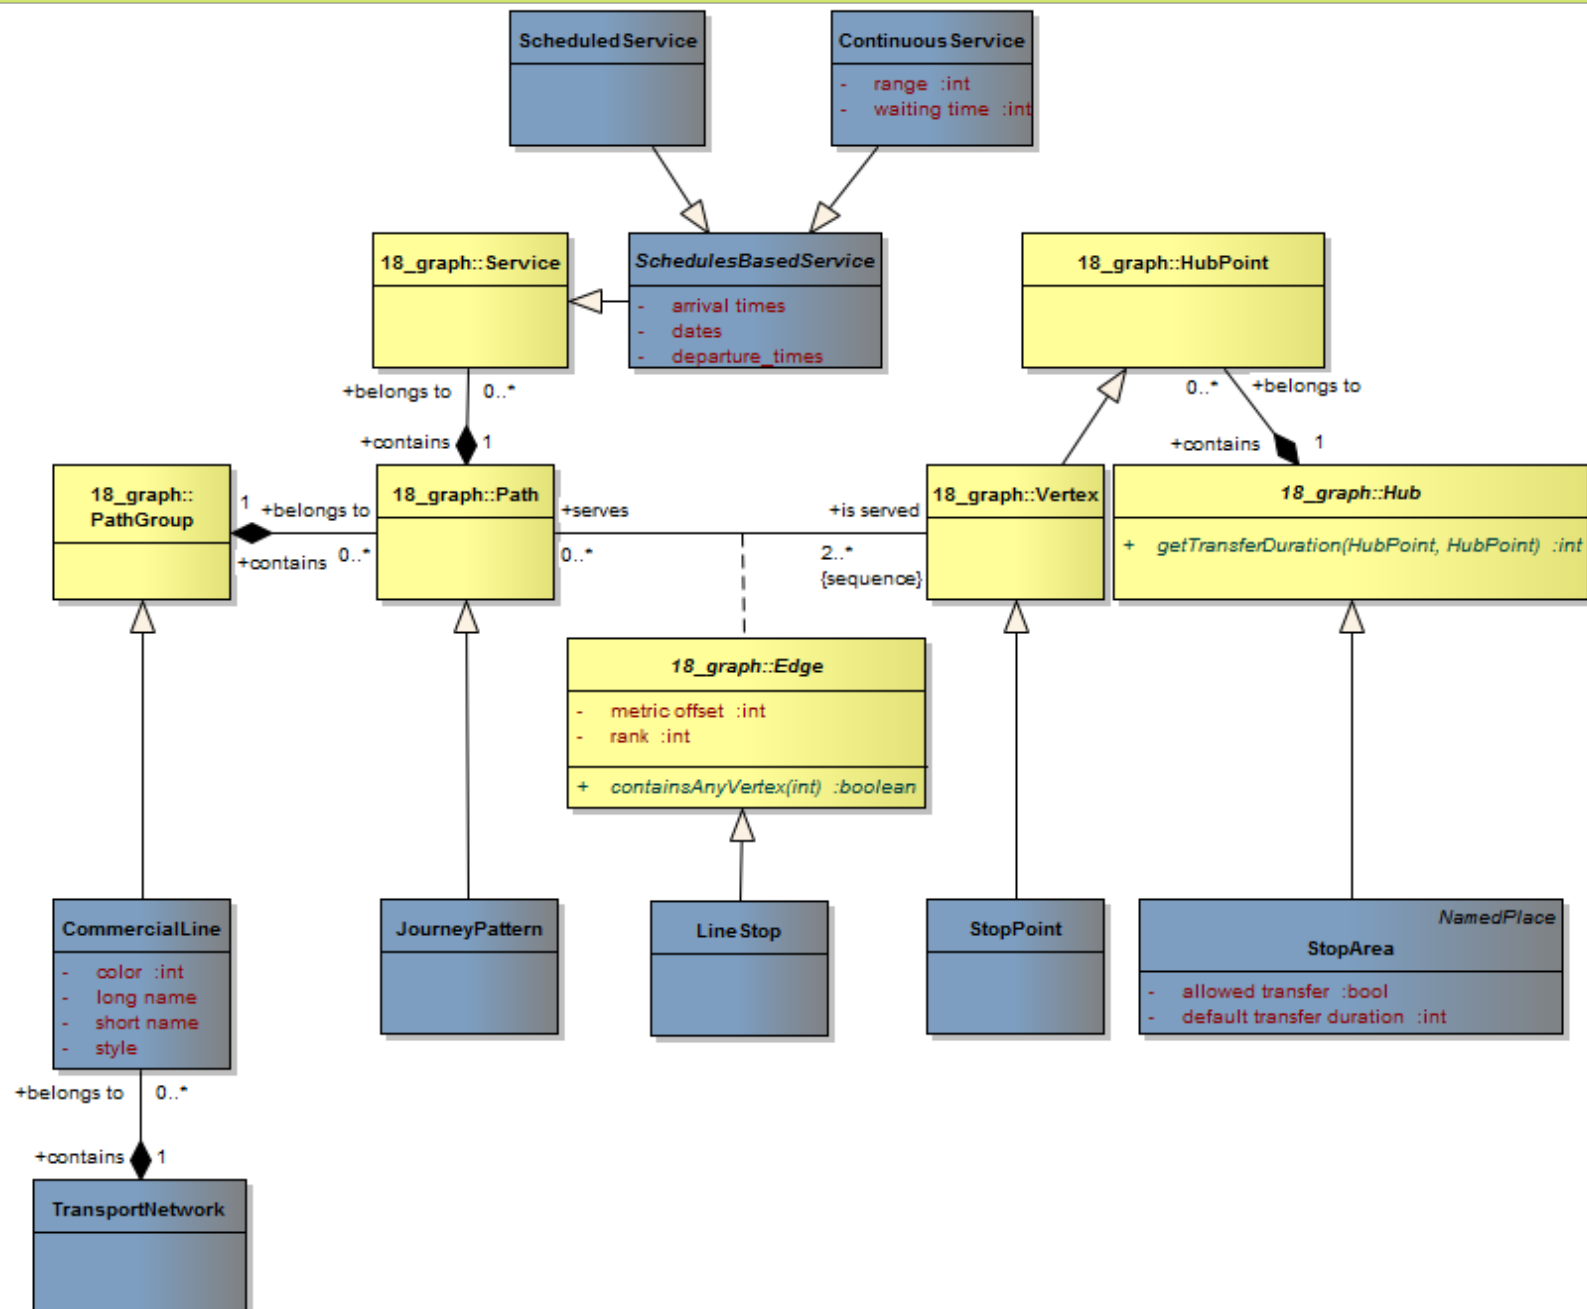 ScheduledService
ContinuousService
- range :int
- waiting time :int
18_graph::Service
SchedulesBasedService
- arrival times
- dates
- departure_times
18_graph::HubPoint
+belongs to 0..*
0..* +belongs to
+contains 1
+contains 1
18_graph::
PathGroup
1 +belongs to
+contains 0..*
18_graph::Path
+serves
0..*
+is served
2..*
{sequence}
18_graph::Vertex
18_graph::Hub
+ getTransferDuration(HubPoint, HubPoint) :int
18_graph::Edge
- metric offset :int
- rank :int
+ containsAnyVertex(int) :boolean
CommercialLine
- color :int
- long name
- short name
- style
JourneyPattern
LineStop
StopPoint
NamedPlace
StopArea
- allowed transfer :bool
- default transfer duration :int
+belongs to 0..*
+contains 1
TransportNetwork